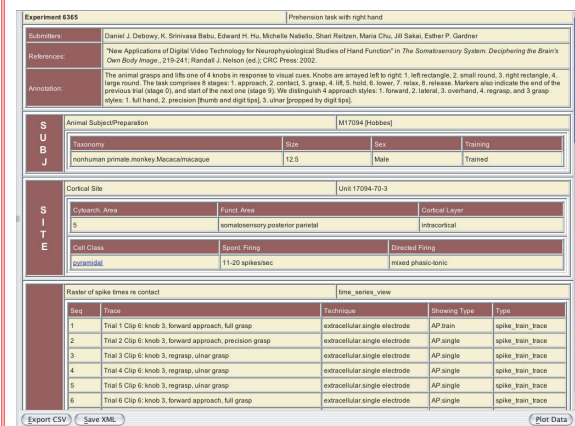 Experiment 6365 Prehension task with right hand
Submitters: Daniel J. Debowy, K. Srinivasa Babu, Edward H. Hu, Michelle Natiello, Shari Reitzen, Maria Chu, Jill Sakai, Esther P. Gardner
References: "New Applications of Digital Video Technology for Neurophysiological Studies of Hand Function" in The Somatosensory System: Deciphering the Brain's
Own Body Image., 219-241; Randall J. Nelson (ed.); CRC Press: 2002.
Annotation: The animal grasps and lifts one of 4 knobs in response to visual cues. Knobs are arrayed left to right: 1. left rectangle, 2. small round, 3. right rectangle, 4.
large round. The task comprises 8 stages: 1. approach, 2. contact, 3. grasp, 4. lift, 5. hold, 6. lower, 7. relax, 8. release. Markers also indicate the end of the
previous trial (stage 0), and start of the next one (stage 9). We distinguish 4 approach styles: 1. forward, 2. lateral, 3. overhand, 4. regrasp, and 3 grasp
styles: 1. full hand, 2. precision [thumb and digit tips], 3. ulnar [propped by digit tips].
SUBJ
Animal Subject/Preparation M17094 [Hobbes]
Taxonomy Size Sex Training
nonhuman primate.monkey.Macaca/macaque 12.5 Male Trained
SITE
Cortical Site Unit 17094-70-3
Cytoarch. Area Funct. Area Cortical Layer
5 somatosensory.posterior parietal intracortical
Cell Class Spont. Firing Directed Firing
pyramidal 11-20 spikes/sec mixed phasic-tonic
Raster of spike times re contact time_series_view
Seq Trace Technique Showing Type Type
1 Trial 1 Clip 6: knob 3, forward approach, full grasp extracellular.single electrode AP.train spike_train_trace
2 Trial 2 Clip 6: knob 3, forward approach, precision grasp extracellular.single electrode AP.single spike_train_trace
3 Trial 3 Clip 6: knob 3, regrasp, ulnar grasp extracellular.single electrode AP.single spike_train_trace
4 Trial 4 Clip 6: knob 3, regrasp, ulnar grasp extracellular.single electrode AP.single spike_train_trace
5 Trial 5 Clip 6: knob 3, regrasp, ulnar grasp extracellular.single electrode AP.single spike_train_trace
6 Trial 6 Clip 6: knob 3, forward approach, full grasp extracellular.single electrode AP.single spike_train_trace
Export CSV Save XML Plot Data